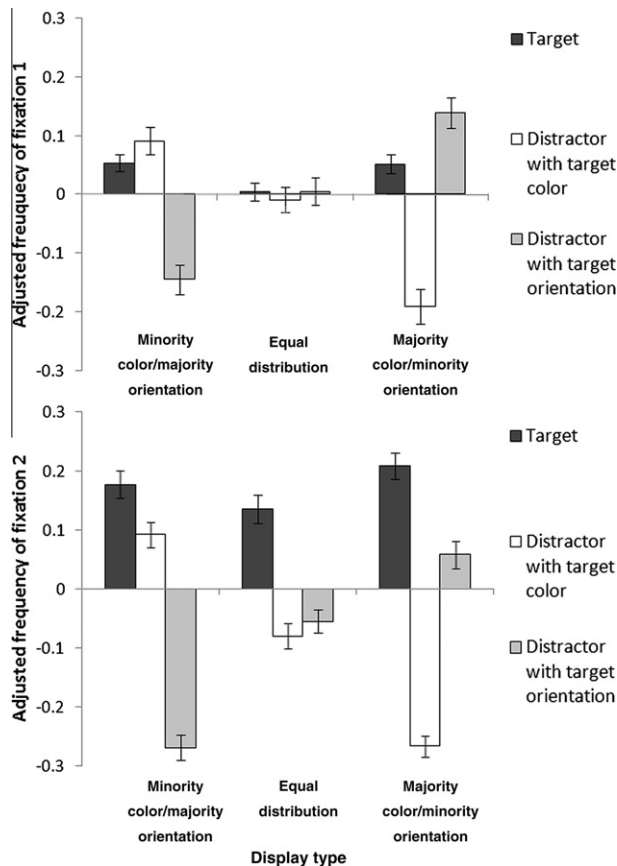 Adjusted freuquecy of fixation 1
0.3
0.2
0.1
0
-0.1
-0.2
-0.3
Minority
color/majority
orientation
Equal
distribution
Majority
color/minority
orientation
Target
Distractor
with target
color
Distractor
with target
orientation
Adjusted frequency of fixation 2
0.3
0.2
0.1
0
-0.1
-0.2
-0.3
Minority
color/majority
orientation
Equal
distribution
Majority
color/minority
orientation
Target
Distractor
with target
color
Distractor
with target
orientation
Display type